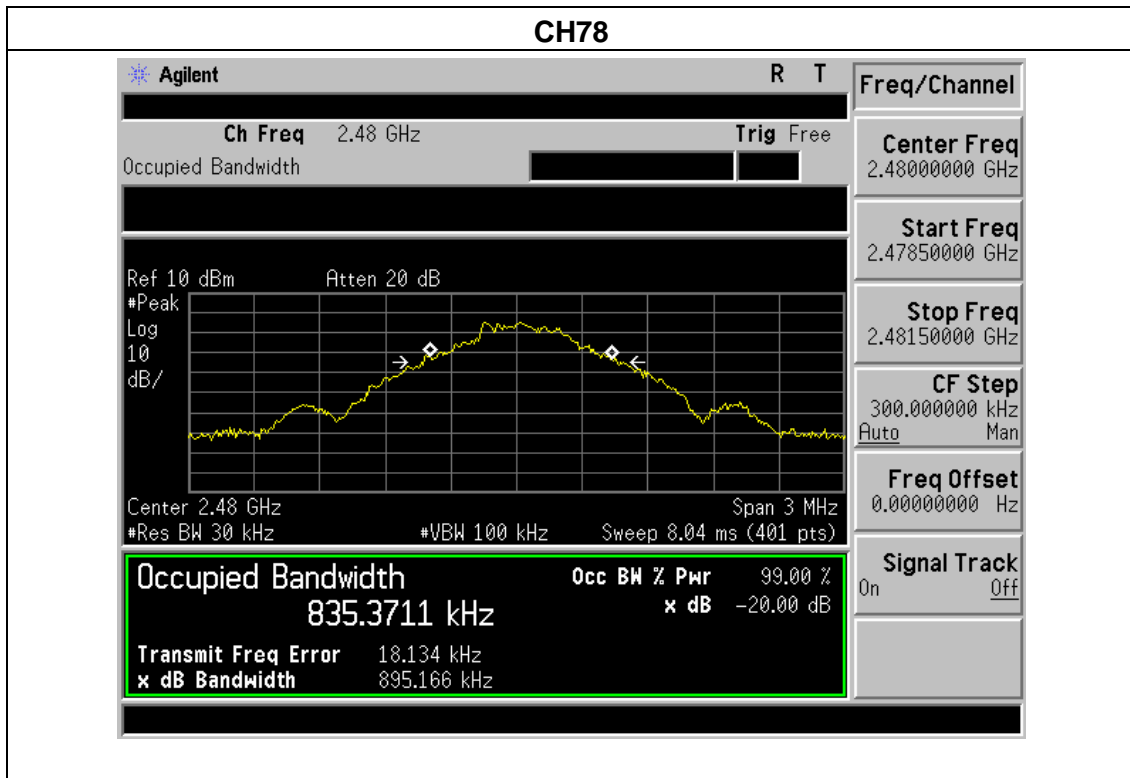 CH78
Agilent R T
Freq/Channel
Ch Freq 2.48 GHz Trig Free
Occupied Bandwidth
Center Freq
2.48000000 GHz
Start Freq
2.47850000 GHz
Ref 10 dBm Atten 20 dB
#Peak
Log
10
dB/
Stop Freq
2.48150000 GHz
CF Step
300.000000 kHz
Auto Man
Freq Offset
0.00000000 Hz
Center 2.48 GHz Span 3 MHz
#Res BW 30 kHz #VBW 100 kHz Sweep 8.04 ms (401 pts)
Signal Track
On Off
Occupied Bandwidth Occ BW % Pwr 99.00 %
835.3711 kHz x dB -20.00 dB
Transmit Freq Error 18.134 kHz
x dB Bandwidth 895.166 kHz